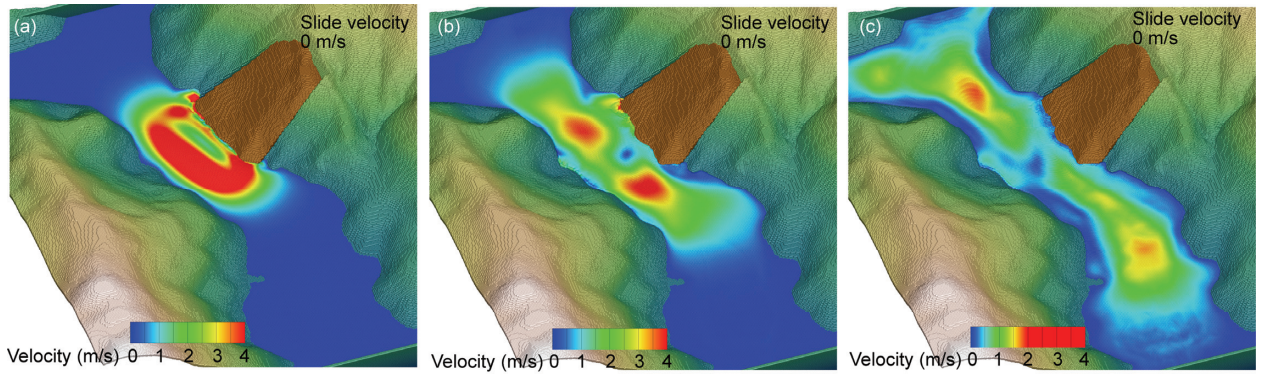 (a)
Slide velocity
0 m/s
Velocity (m/s) 0 1 2 3 4
(b)
Slide velocity
0 m/s
Velocity (m/s) 0 1 2 3 4
(c)
Slide velocity
0 m/s
Velocity (m/s) 0 1 2 3 4